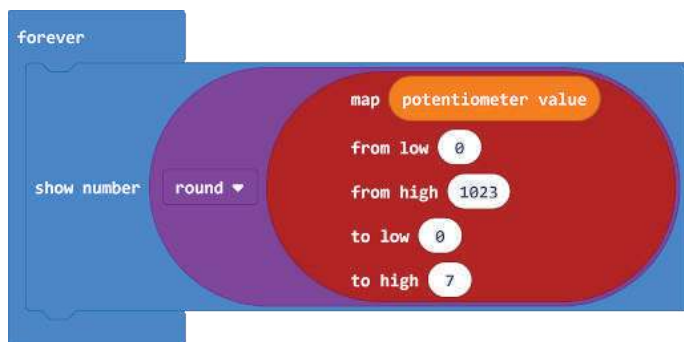 forever
map potentiometer value
from low 0
show number round from high 1023
to low 0
to high 7